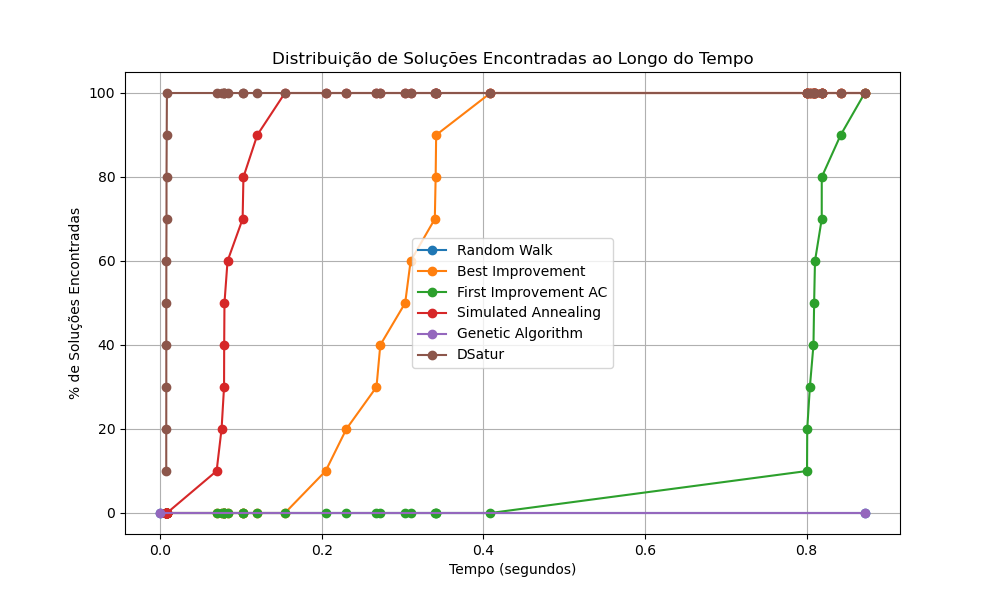 Distribuição de Soluções Encontradas ao Longo do Tempo
% de Soluções Encontradas
100
80
60
40
20
0
Random Walk
Best Improvement
First Improvement AC
Simulated Annealing
Genetic Algorithm
DSatur
0.0 0.2 0.4 0.6 0.8
Tempo (segundos)